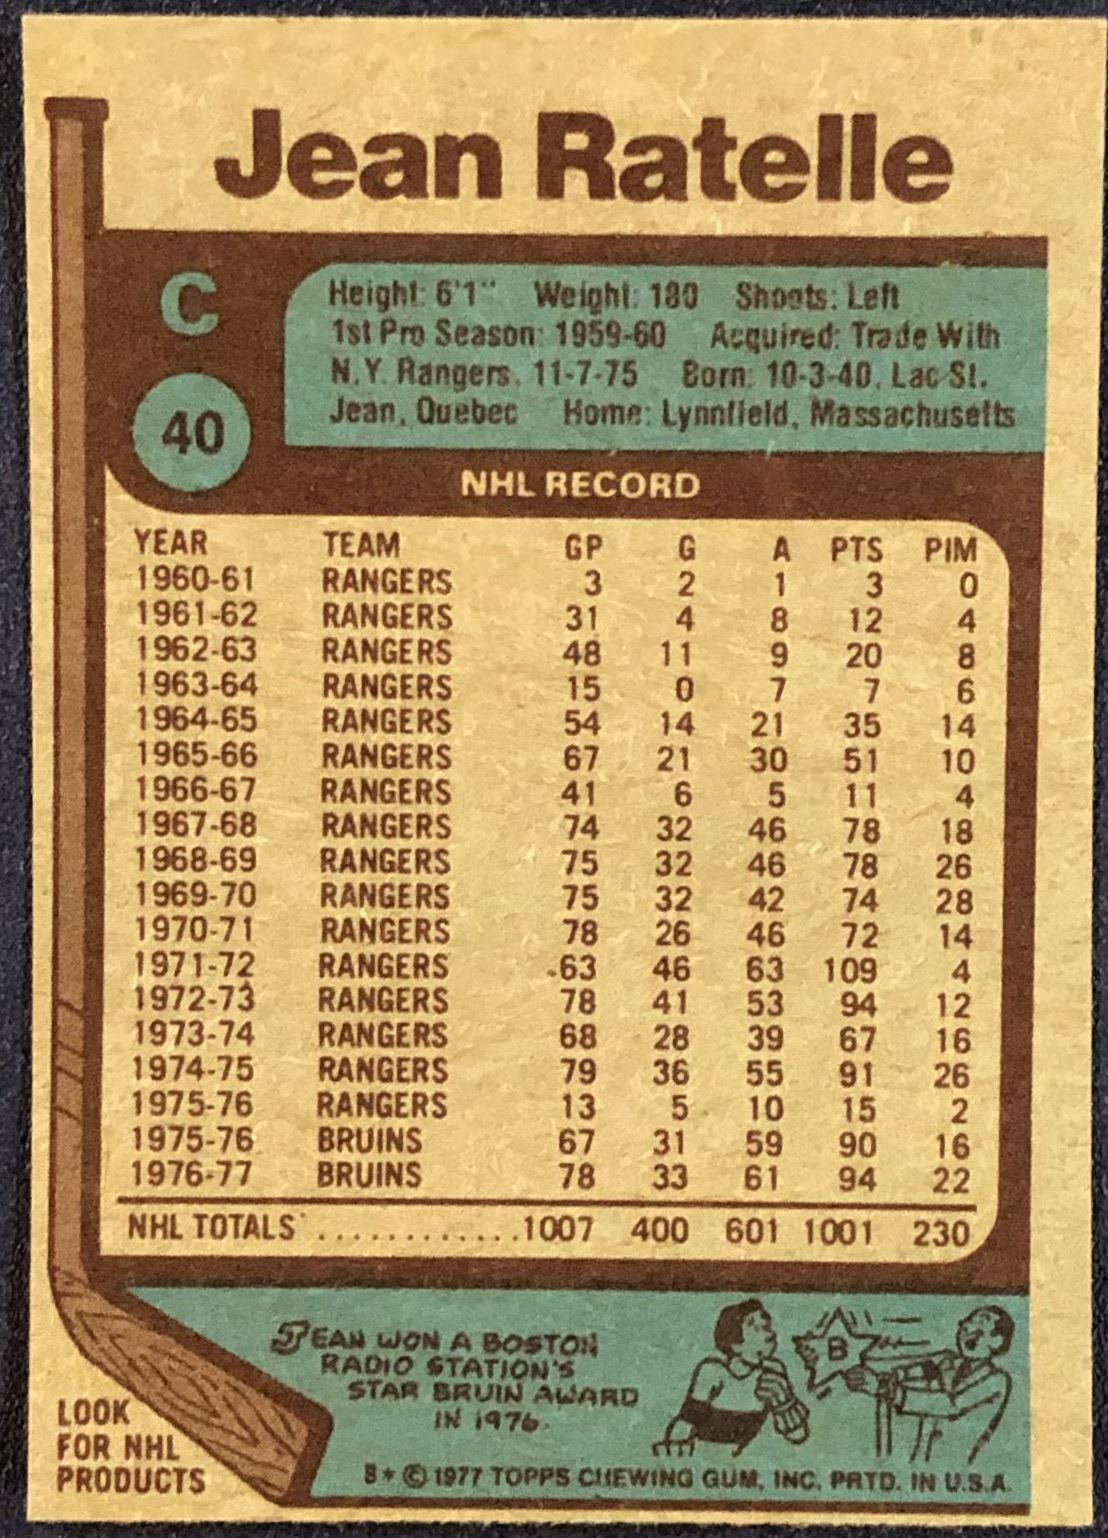 Jean Ratelle
C
40
Height: 6'1" Weight: 180 Shoots: Left
1st Pro Season: 1959-60 Acquired: Trade With
N.Y. Rangers, 11-7-75 Born: 10-3-40, Lac St.
Jean, Quebec Home: Lynnfield, Massachusetts
NHL RECORD
YEAR TEAM GP G A PTS PIM
1960-61 RANGERS 3 2 1 3 0
1961-62 RANGERS 31 4 8 12 4
1962-63 RANGERS 48 11 9 20 8
1963-64 RANGERS 15 0 7 7 6
1964-65 RANGERS 54 14 21 35 14
1965-66 RANGERS 67 21 30 51 10
1966-67 RANGERS 41 6 5 11 4
1967-68 RANGERS 74 32 46 78 18
1968-69 RANGERS 75 32 46 78 26
1969-70 RANGERS 75 32 42 74 28
1970-71 RANGERS 78 26 46 72 14
1971-72 RANGERS 63 46 63 109 4
1972-73 RANGERS 78 41 53 94 12
1973-74 RANGERS 68 28 39 67 16
1974-75 RANGERS 79 36 55 91 26
1975-76 RANGERS 13 5 10 15 2
1975-76 BRUINS 67 31 59 90 16
1976-77 BRUINS 78 33 61 94 22
NHL TOTALS ............1007 400 601 1001 230
JEAN WON A BOSTON
RADIO STATION'S
STAR BRUIN AWARD
IN 1976.
B
LOOK
FOR NHL
PRODUCTS
8* © 1977 TOPPS CHEWING GUM, INC. PRTD. IN U.S.A.